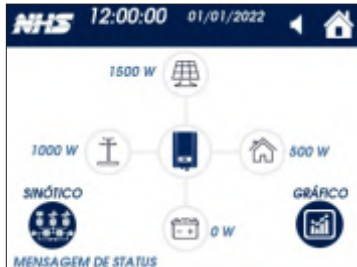 NHS 12:00:00 01/01/2022
1500 W
1000 W
500 W
SINÓTICO
GRÁFICO
0 W
MENSAGEM DE STATUS